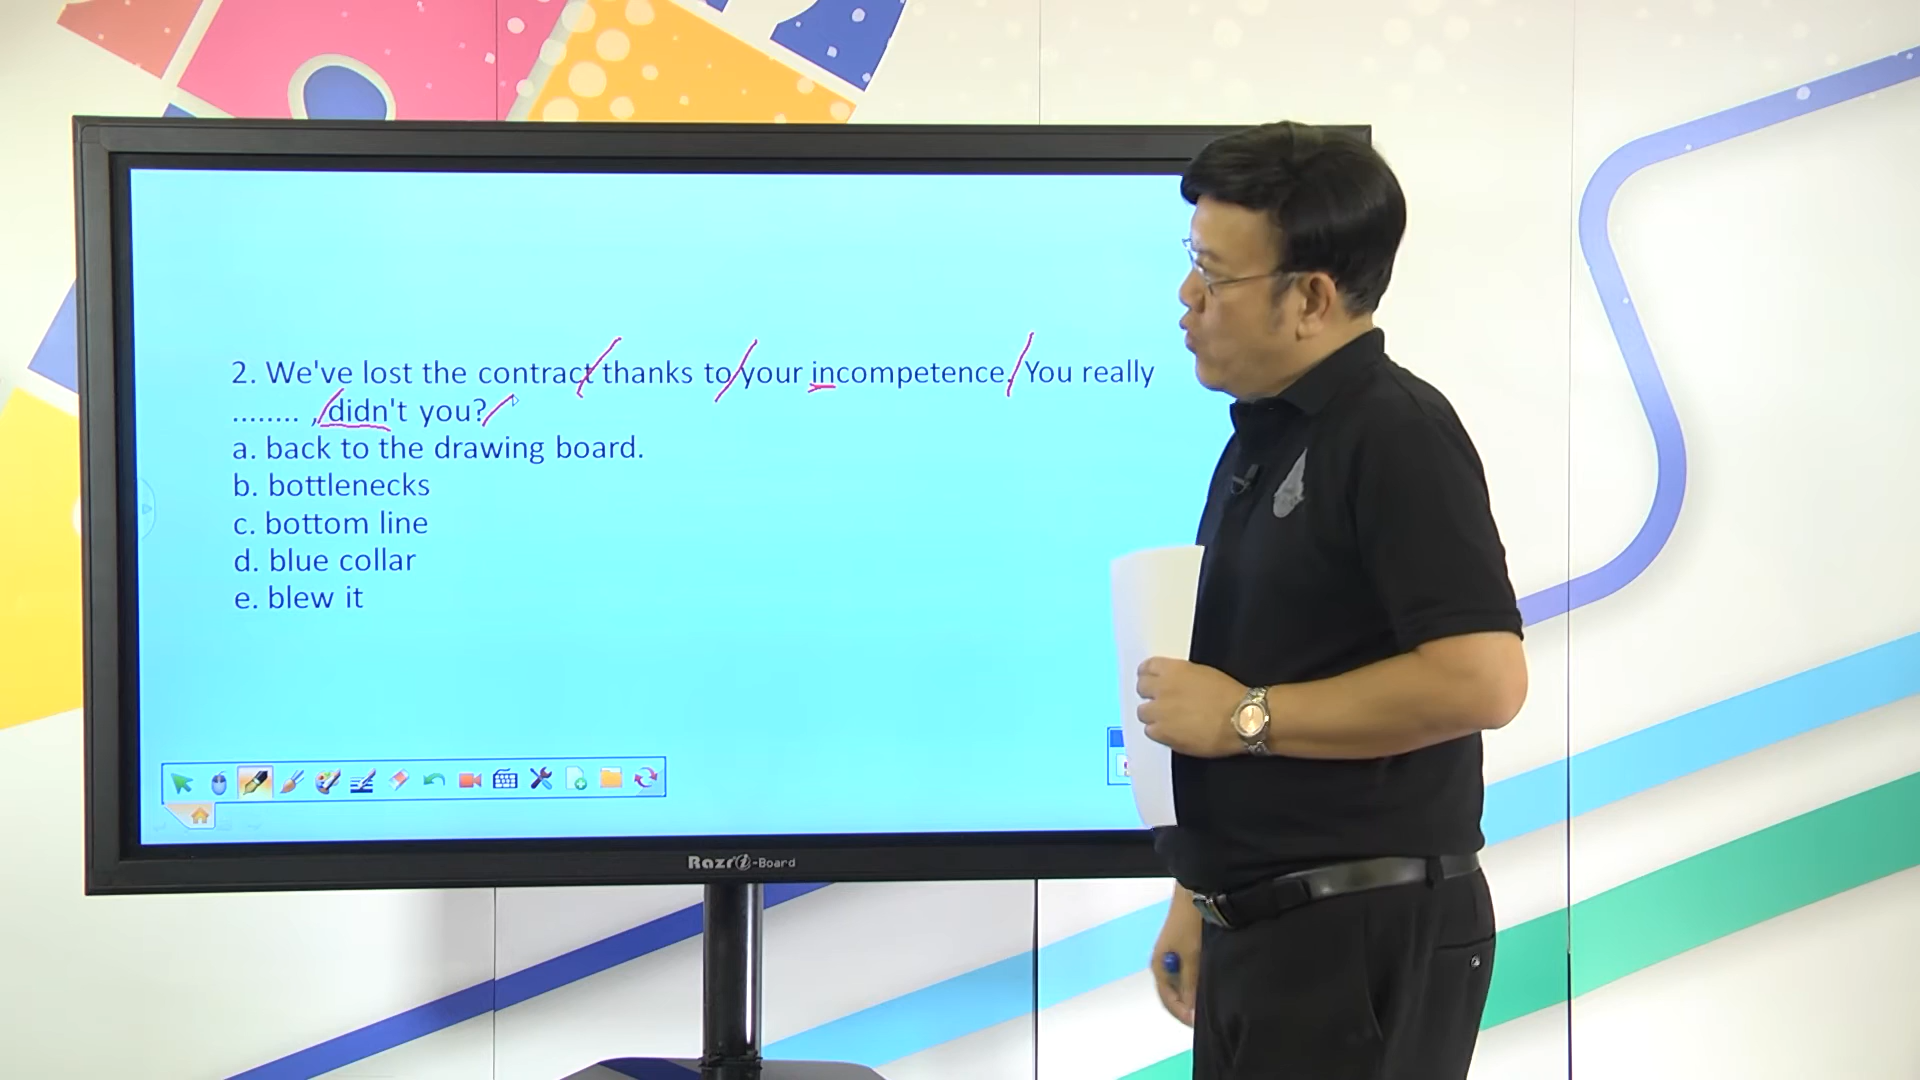 2. We've lost the contract thanks to your incompetence. You really
........ , didn't you?
a. back to the drawing board.
b. bottlenecks
c. bottom line
d. blue collar
e. blew it
Razr i-Board